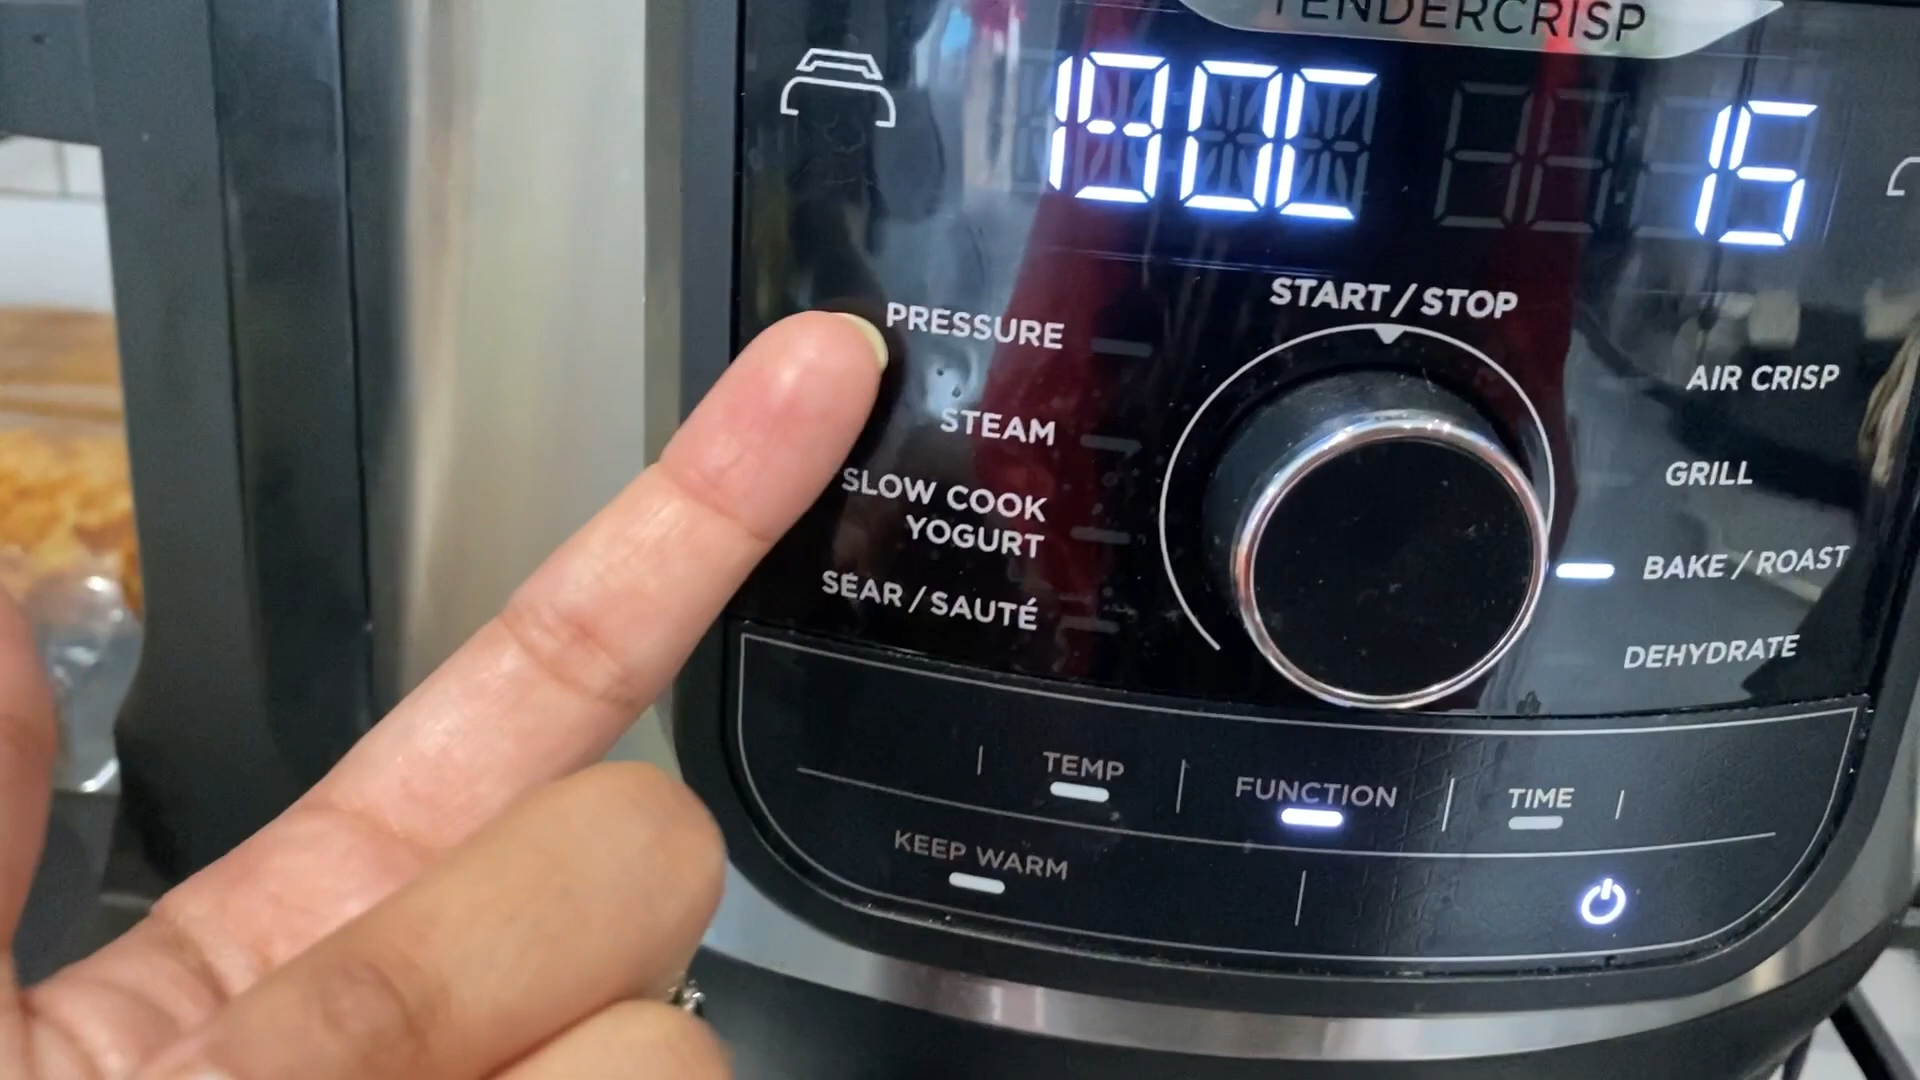 TENDERCRISP
190C 15
START / STOP
PRESSURE
STEAM
SLOW COOK
YOGURT
SEAR / SAUTÉ
AIR CRISP
GRILL
BAKE / ROAST
DEHYDRATE
TEMP
FUNCTION
TIME
KEEP WARM